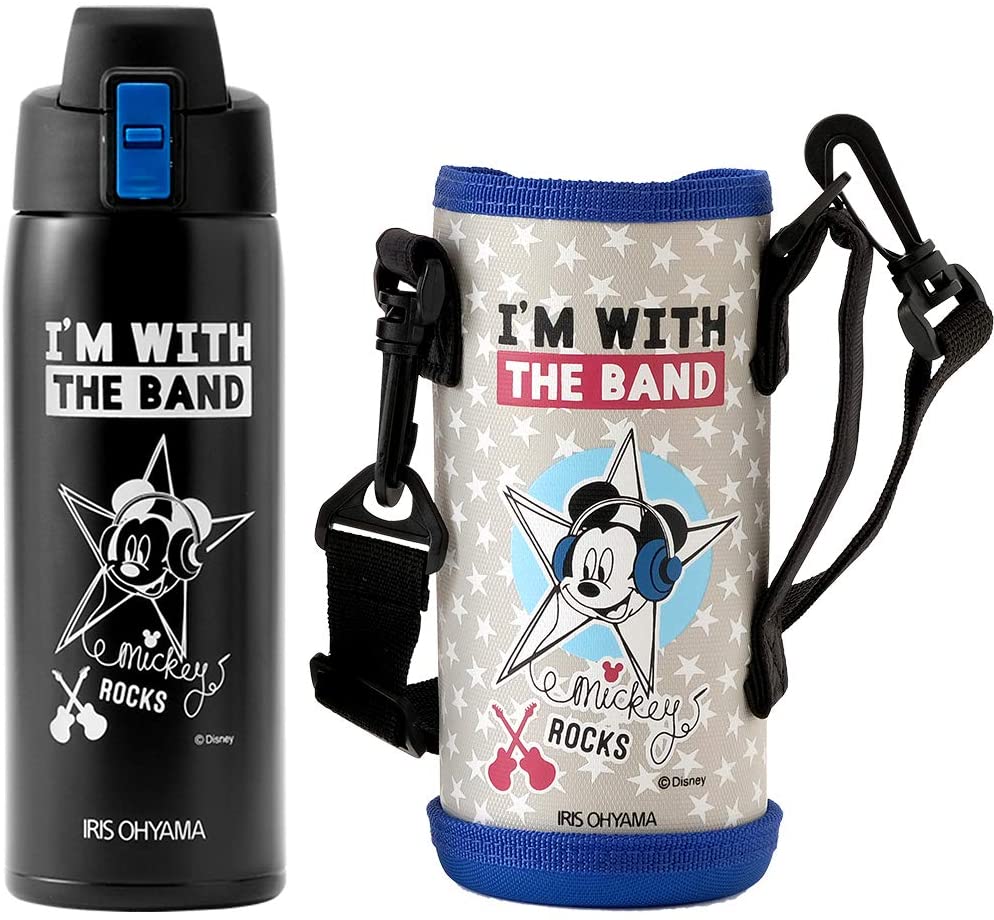 I'M WITH
THE BAND
mickey
ROCKS
©Disney
IRIS OHYAMA
I'M WITH
THE BAND
mickey
ROCKS
©Disney
IRIS OHYAMA